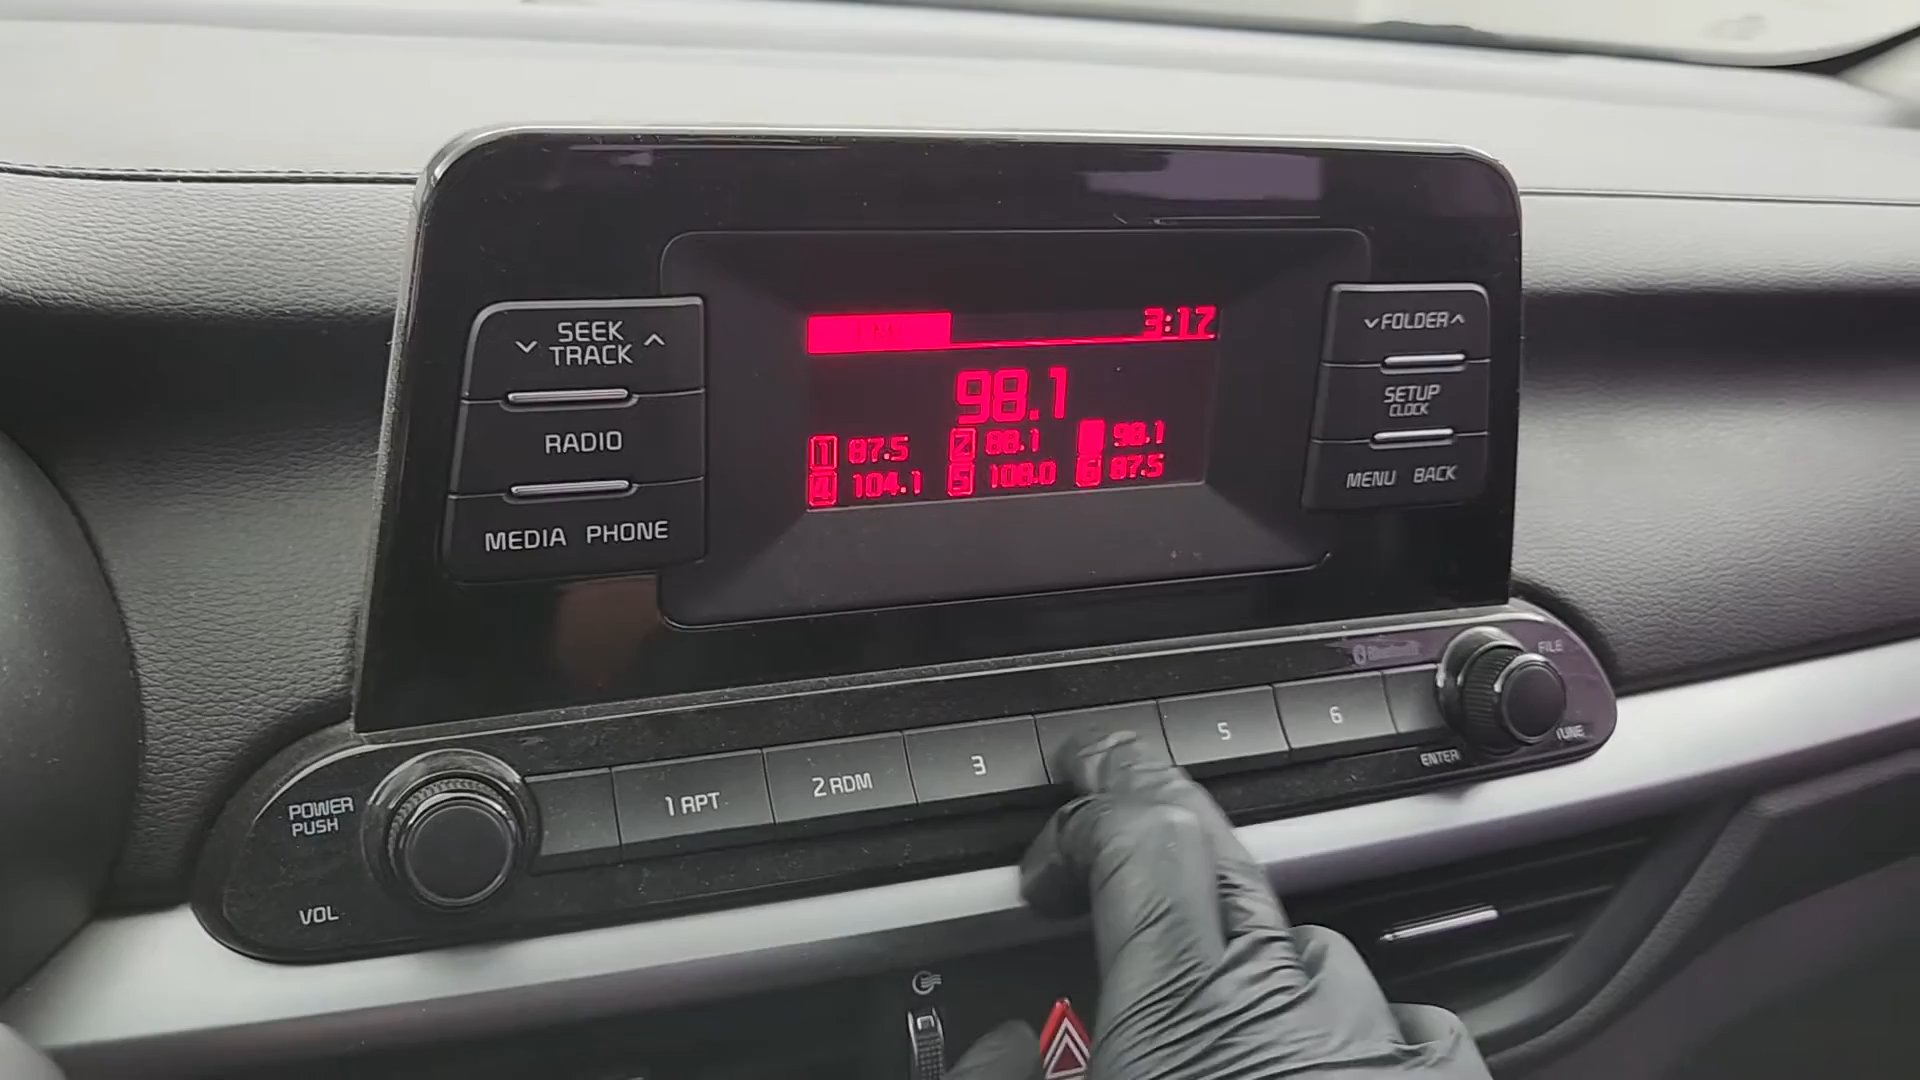 3:17
98.1
1 87.5 2 88.1 98.1
4 104.1 5 108.0 6 87.5
SEEK
TRACK
RADIO
MEDIA PHONE
FOLDER
SETUP
CLOCK
MENU BACK
Bluetooth
FILE
TUNE
ENTER
POWER
PUSH
VOL
1 RPT
2 RDM
3
5
6